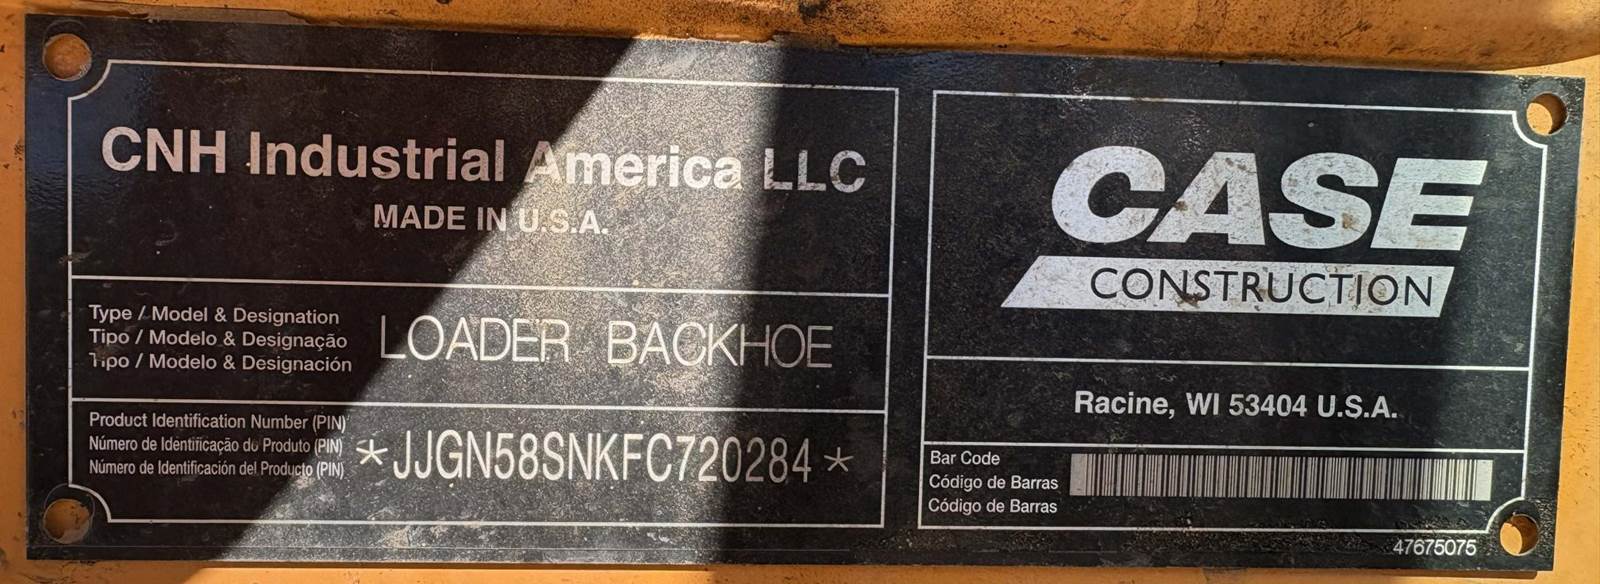 CNH Industrial America LLC
MADE IN U.S.A.
Type / Model & Designation
Tipo / Modelo & Designação
Tipo / Modelo & Designación
LOADER BACKHOE
Product Identification Number (PIN)
Número de Identificação do Produto (PIN)
Número de Identificación del Producto (PIN)
*JJGN58SNKFC720284*
CASE
CONSTRUCTION
Racine, WI 53404 U.S.A.
Bar Code
Código de Barras
Código de Barras
47675075